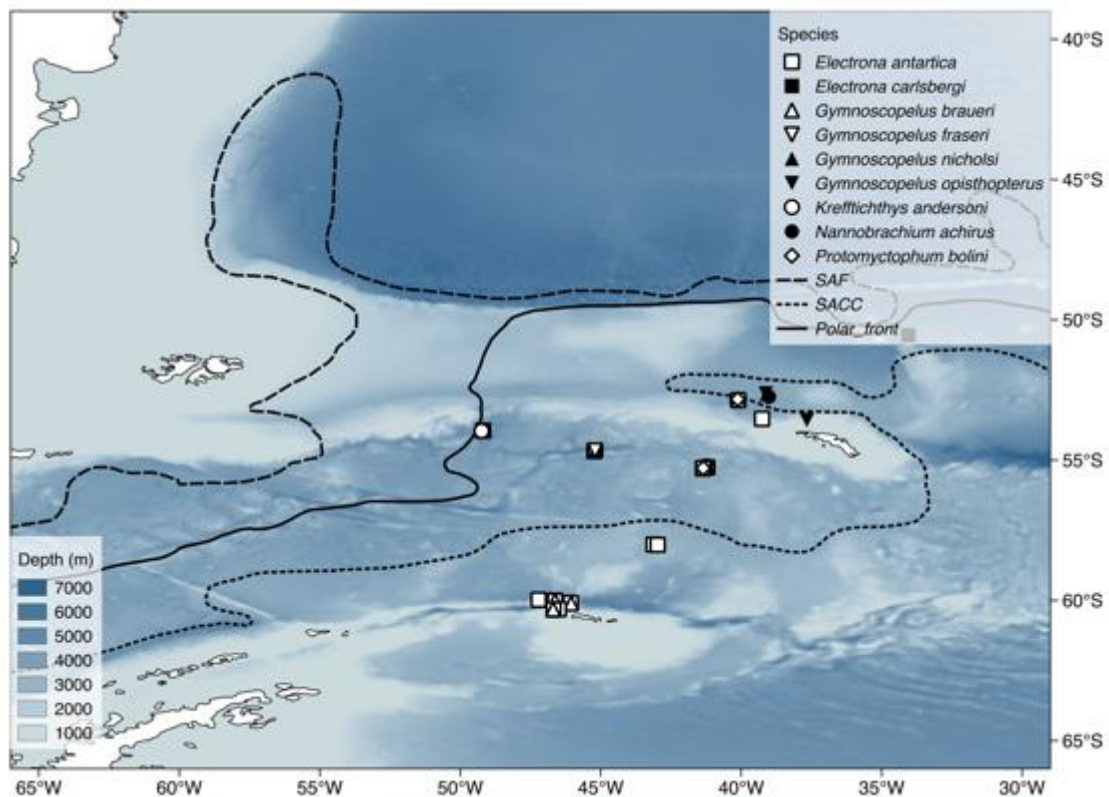 Species
Electrona antartica
Electrona carlsbergi
Gymnoscopelus braueri
Gymnoscopelus fraseri
Gymnoscopelus nicholsi
Gymnoscopelus opisthopterus
Krefftichthys andersoni
Nannobrachium achirus
Protomyctophum bolini
SAF
SACC
Polar_front
40°S
45°S
50°S
55°S
60°S
65°S
Depth (m)
7000
6000
5000
4000
3000
2000
1000
65°W
60°W
55°W
50°W
45°W
40°W
35°W
30°W